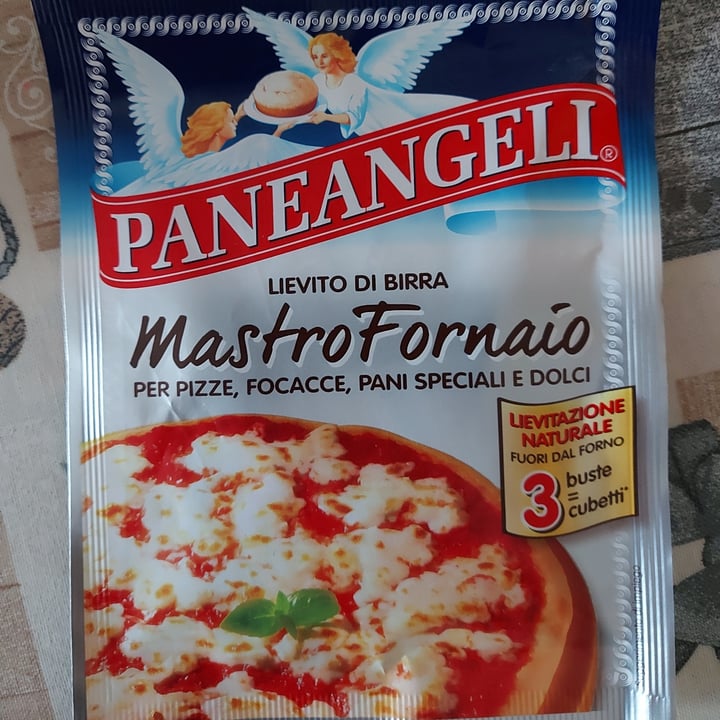 PANEANGELI®
LIEVITO DI BIRRA
MastroFornaio
PER PIZZE, FOCACCE, PANI SPECIALI E DOLCI
LIEVITAZIONE
NATURALE
FUORI DAL FORNO
3 buste
=
cubetti**